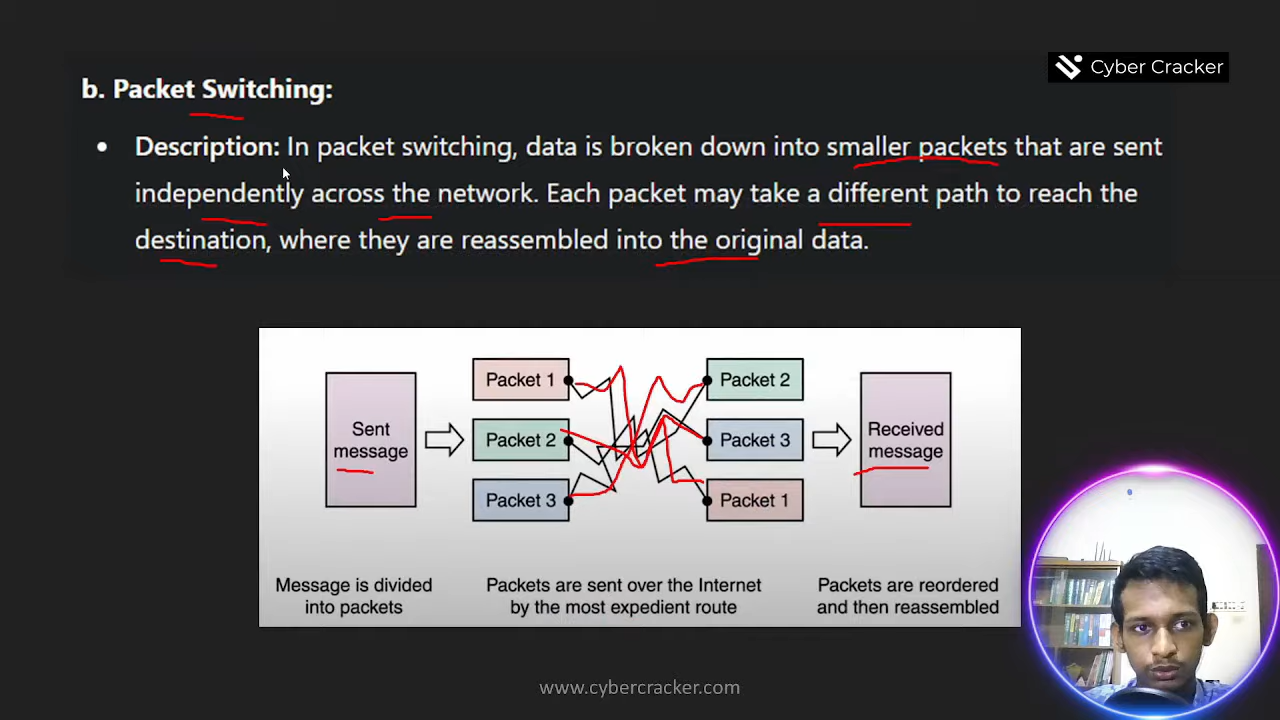 Cyber Cracker
b. Packet Switching:
• Description: In packet switching, data is broken down into smaller packets that are sent
independently across the network. Each packet may take a different path to reach the
destination, where they are reassembled into the original data.
Sent
message
Packet 1
Packet 2
Packet 3
Packet 2
Packet 3
Packet 1
Received
message
Message is divided
into packets
Packets are sent over the Internet
by the most expedient route
Packets are reordered
and then reassembled
www.cybercracker.com